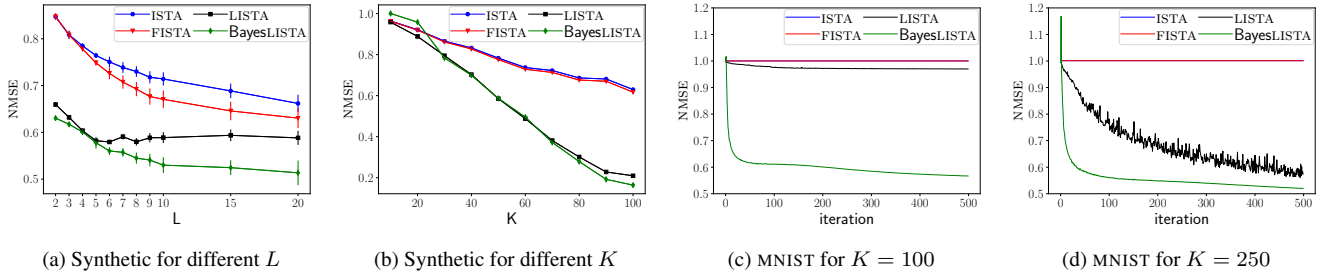 ISTA
FISTA
LISTA
BayesLISTA
NMSE
0.8
0.7
0.6
0.5
2 3 4 5 6 7 8 9 10 15 20
L
(a) Synthetic for different L
ISTA
FISTA
LISTA
BayesLISTA
NMSE
1.0
0.8
0.6
0.4
0.2
20 40 60 80 100
K
(b) Synthetic for different K
ISTA
FISTA
LISTA
BayesLISTA
NMSE
1.2
1.1
1.0
0.9
0.8
0.7
0.6
0.5
0 100 200 300 400 500
iteration
(c) MNIST for K = 100
ISTA
FISTA
LISTA
BayesLISTA
NMSE
1.2
1.1
1.0
0.9
0.8
0.7
0.6
0.5
0 100 200 300 400 500
iteration
(d) MNIST for K = 250